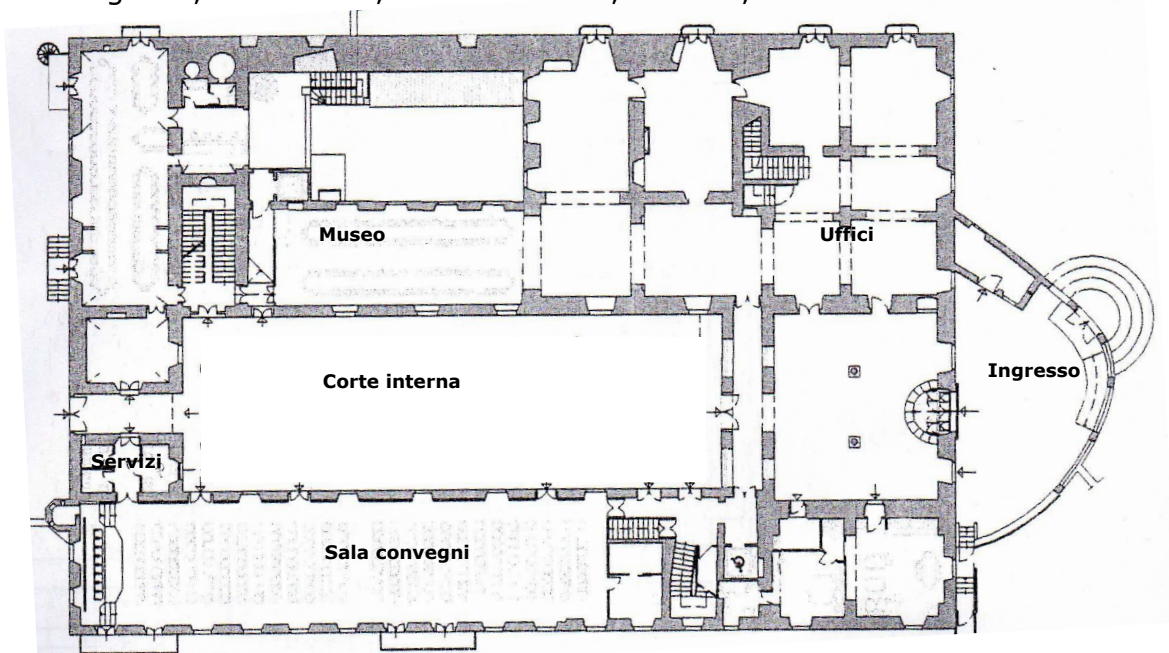 Museo
Uffici
Corte interna
Ingresso
Servizi
Sala convegni